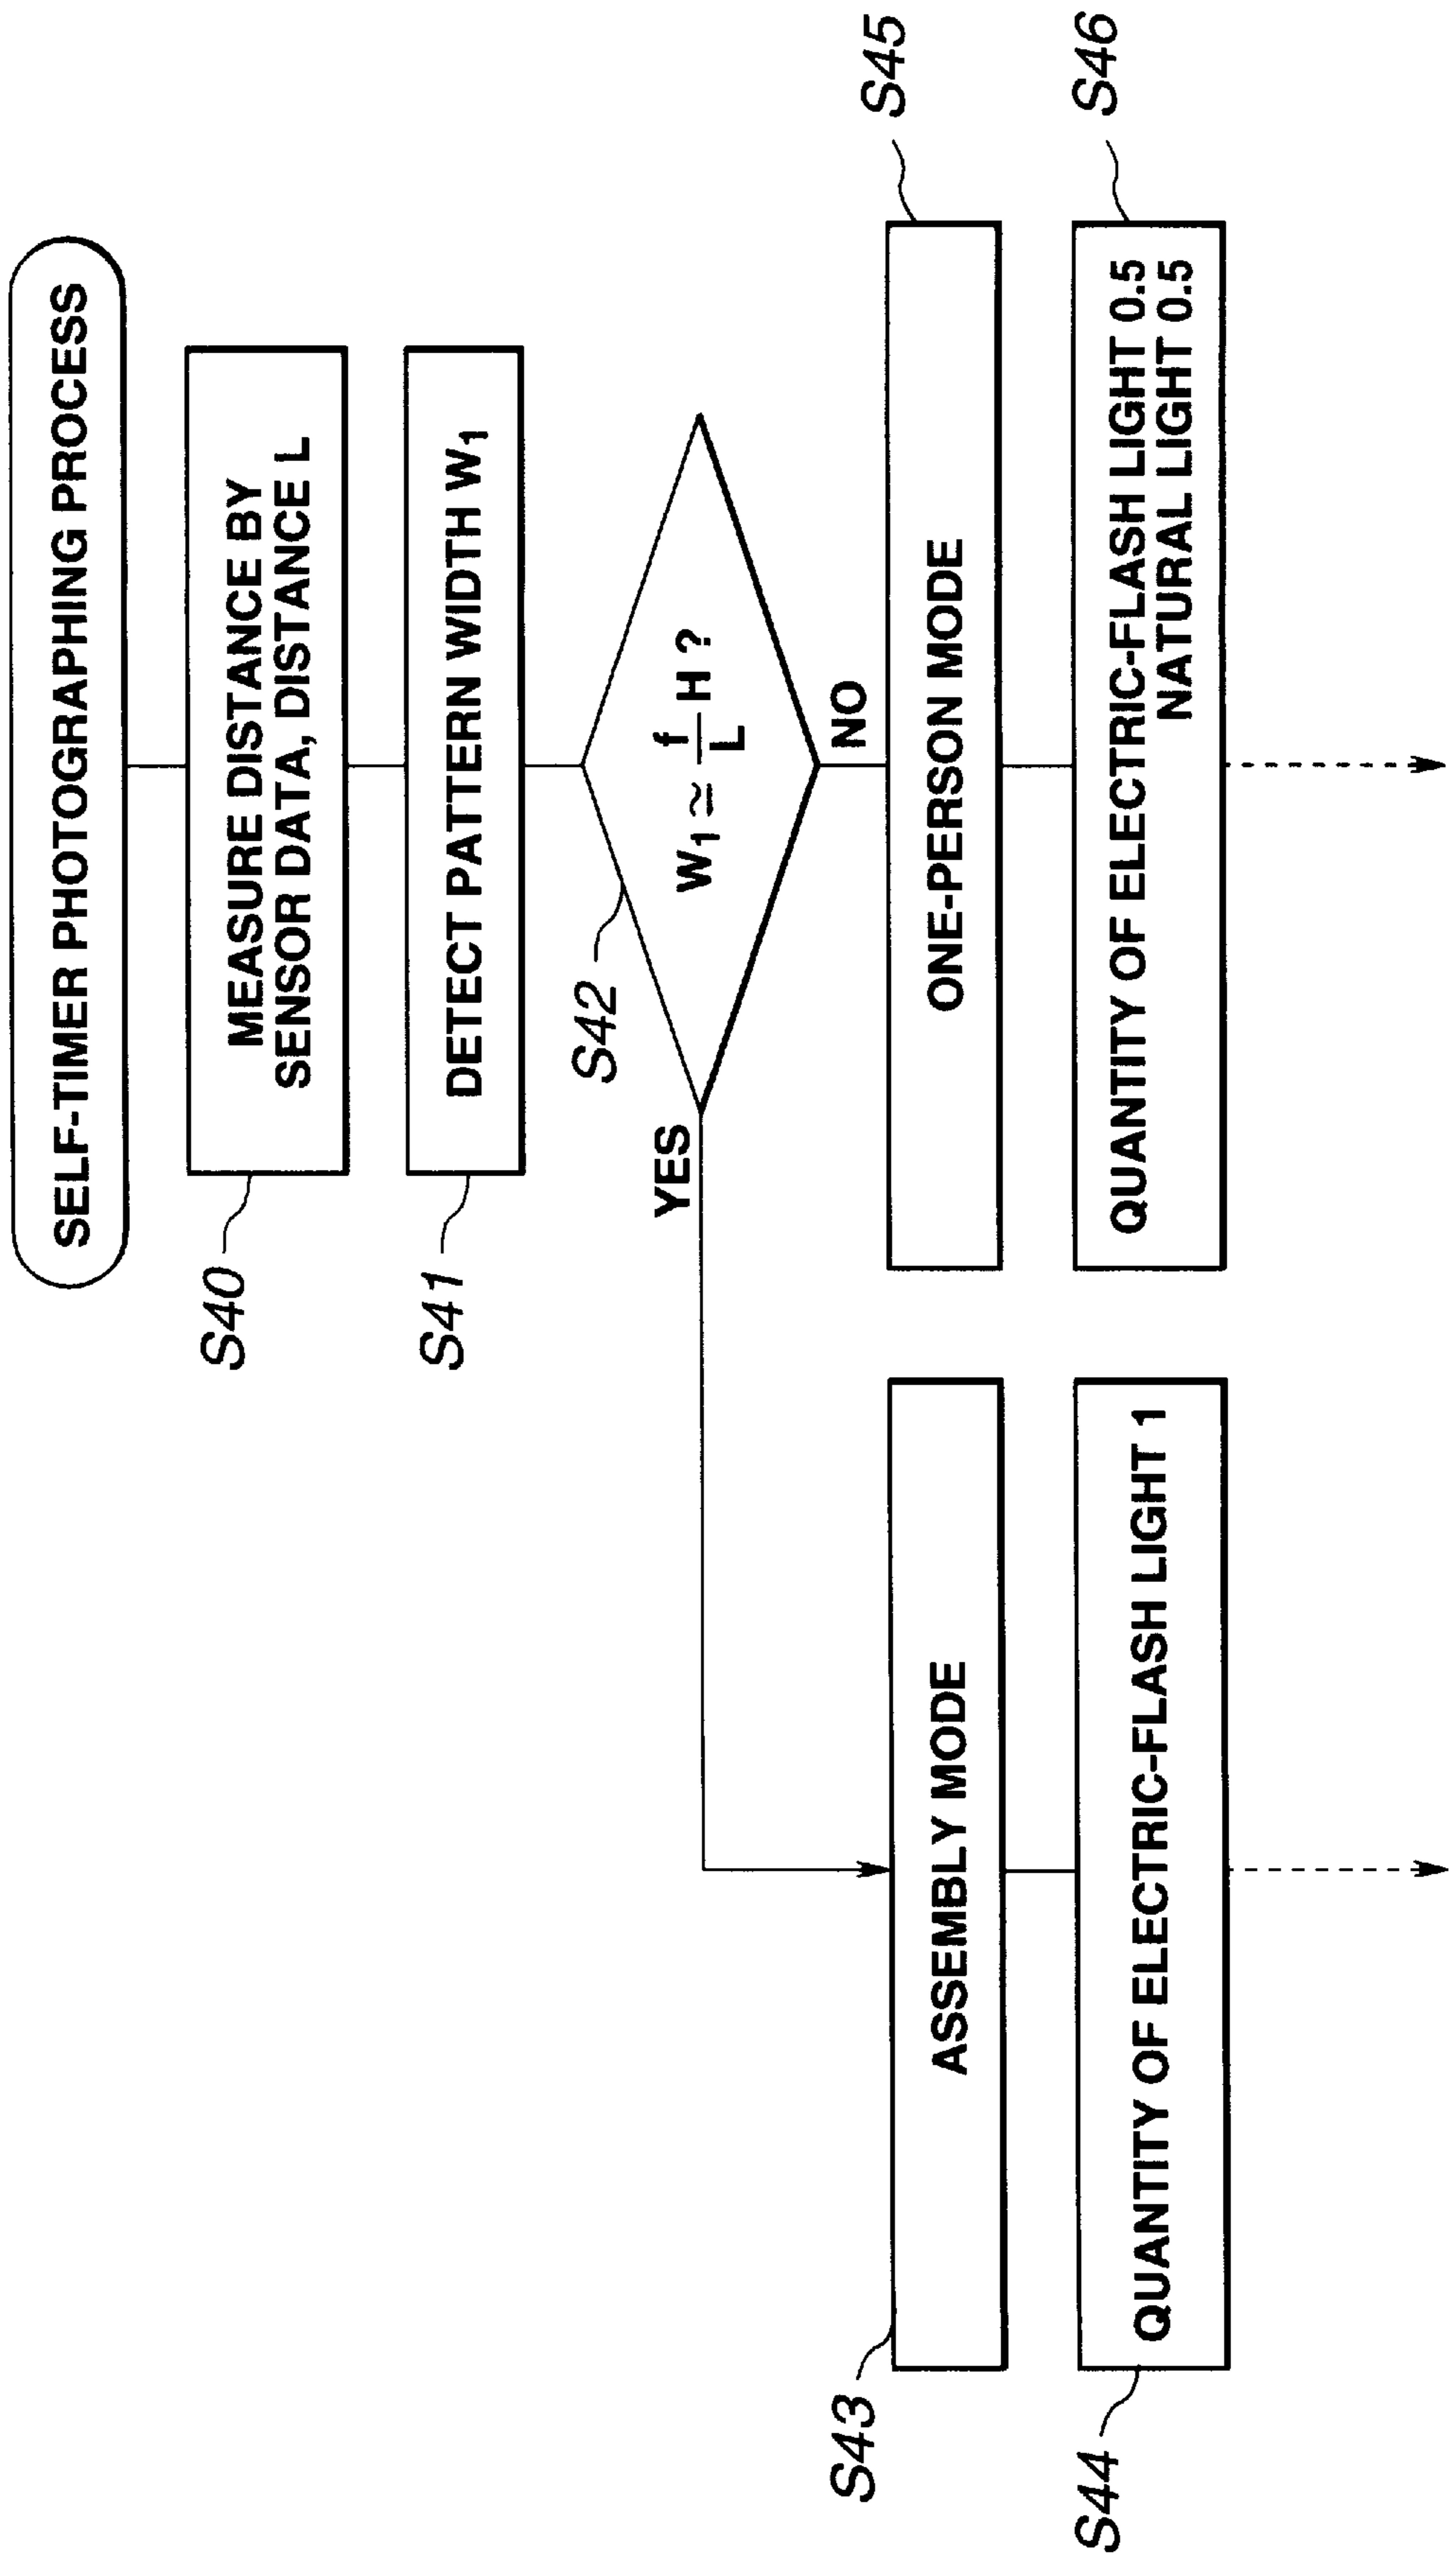 SELF-TIMER PHOTOGRAPHING PROCESS
S40
MEASURE DISTANCE BY
SENSOR DATA, DISTANCE L
S41
DETECT PATTERN WIDTH W1
S42
W1 ≃ f/L H ?
YES
NO
S43
ASSEMBLY MODE
ONE-PERSON MODE
S45
S44
QUANTITY OF ELECTRIC-FLASH LIGHT 1
QUANTITY OF ELECTRIC-FLASH LIGHT 0.5
NATURAL LIGHT 0.5
S46